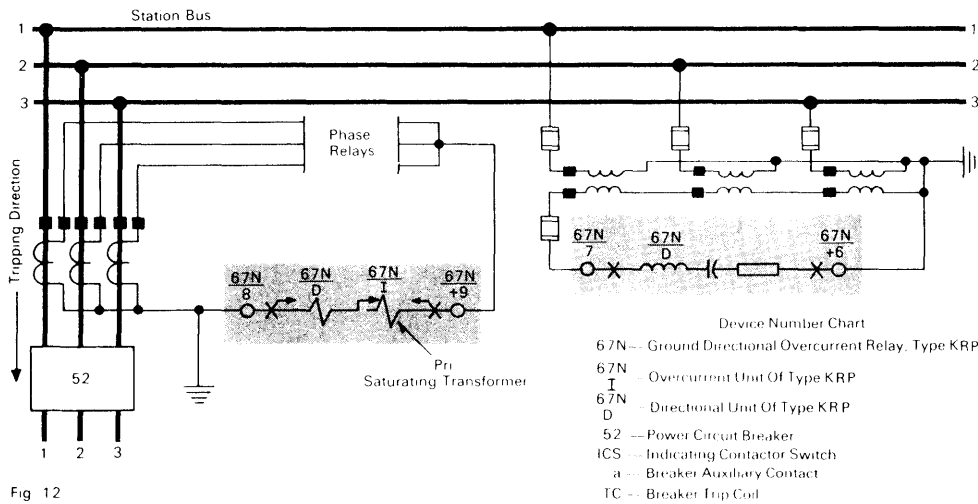 Station Bus
1 1
2 2
3 3
Phase
Relays
Tripping Direction
67N
8
67N
D
67N
I
67N
+9
Pri
Saturating Transformer
52
1 2 3
67N
7
67N
D
67N
+6
Device Number Chart
67N -- Ground Directional Overcurrent Relay, Type KRP
67N
I -- Overcurrent Unit Of Type KRP
67N
D -- Directional Unit Of Type KRP
52 -- Power Circuit Breaker
ICS -- Indicating Contactor Switch
a -- Breaker Auxiliary Contact
TC -- Breaker Trip Coil
Fig 12